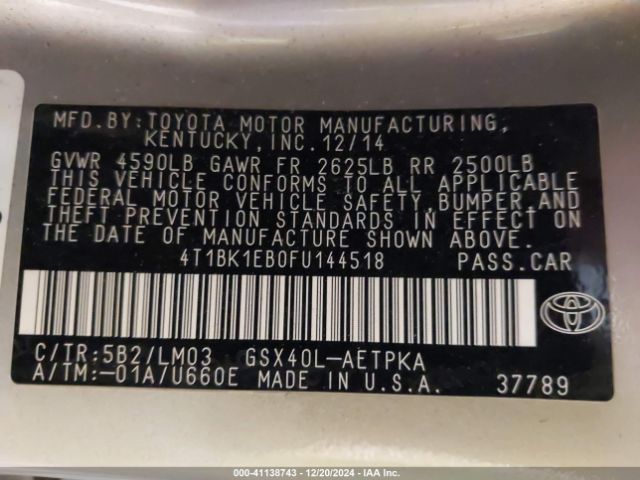 MFD.BY:TOYOTA MOTOR MANUFACTURING,
KENTUCKY,INC.12/14
GVWR 4590LB GAWR FR 2625LB RR 2500LB
THIS VEHICLE CONFORMS TO ALL APPLICABLE
FEDERAL MOTOR VEHICLE SAFETY,BUMPER,AND
THEFT PREVENTION STANDARDS IN EFFECT ON
THE DATE OF MANUFACTURE SHOWN ABOVE.
4T1BK1EB0FU144518 PASS.CAR
C/TR:5B2/LM03 GSX40L-AETPKA
A/TM:-01A/U660E MADE IN U.S.A. 37789
TOYOTA
000-41138743 - 12/20/2024 - IAAI.COM